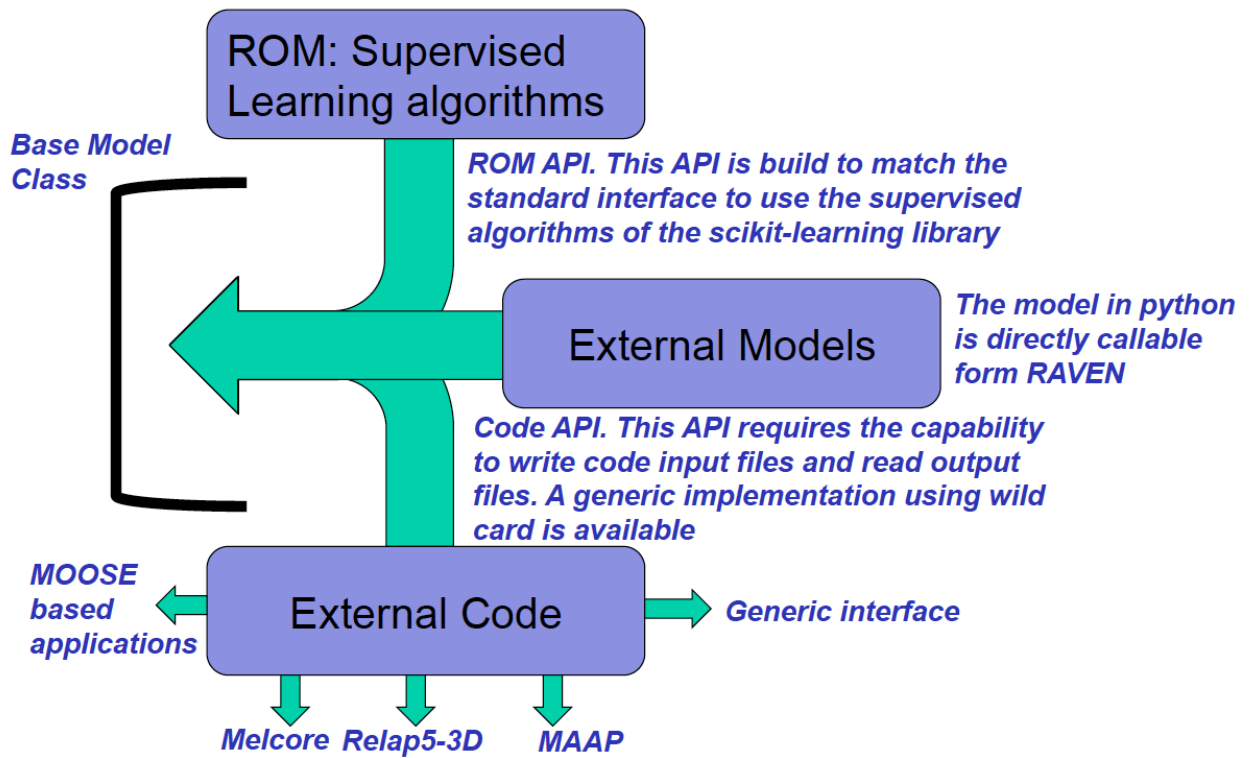 ROM: Supervised
Learning algorithms
Base Model
Class
ROM API. This API is build to match the
standard interface to use the supervised
algorithms of the scikit-learning library
External Models
The model in python
is directly callable
form RAVEN
Code API. This API requires the capability
to write code input files and read output
files. A generic implementation using wild
card is available
MOOSE
based
applications
External Code
Generic interface
Melcore
Relap5-3D
MAAP